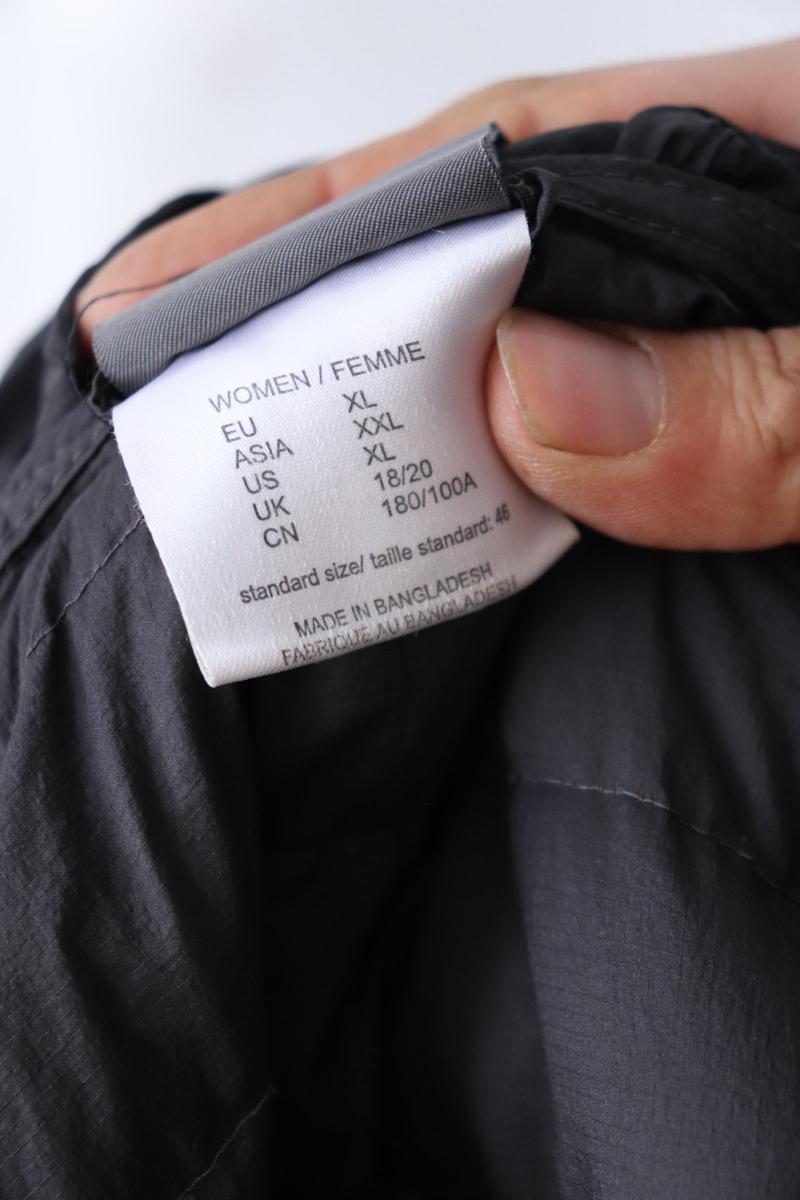 WOMEN / FEMME
EU XL
ASIA XXL
US XL
UK 18/20
CN 180/100A
standard size/ taille standard: 46
MADE IN BANGLADESH
FABRIQUÉ AU BANGLADESH